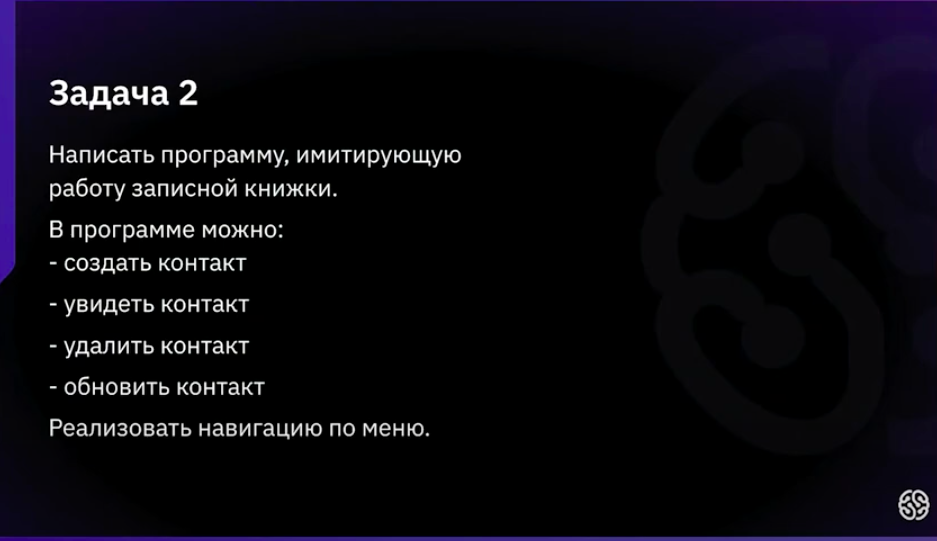 Задача 2
Написать программу, имитирующую
работу записной книжки.
В программе можно:
- создать контакт
- увидеть контакт
- удалить контакт
- обновить контакт
Реализовать навигацию по меню.